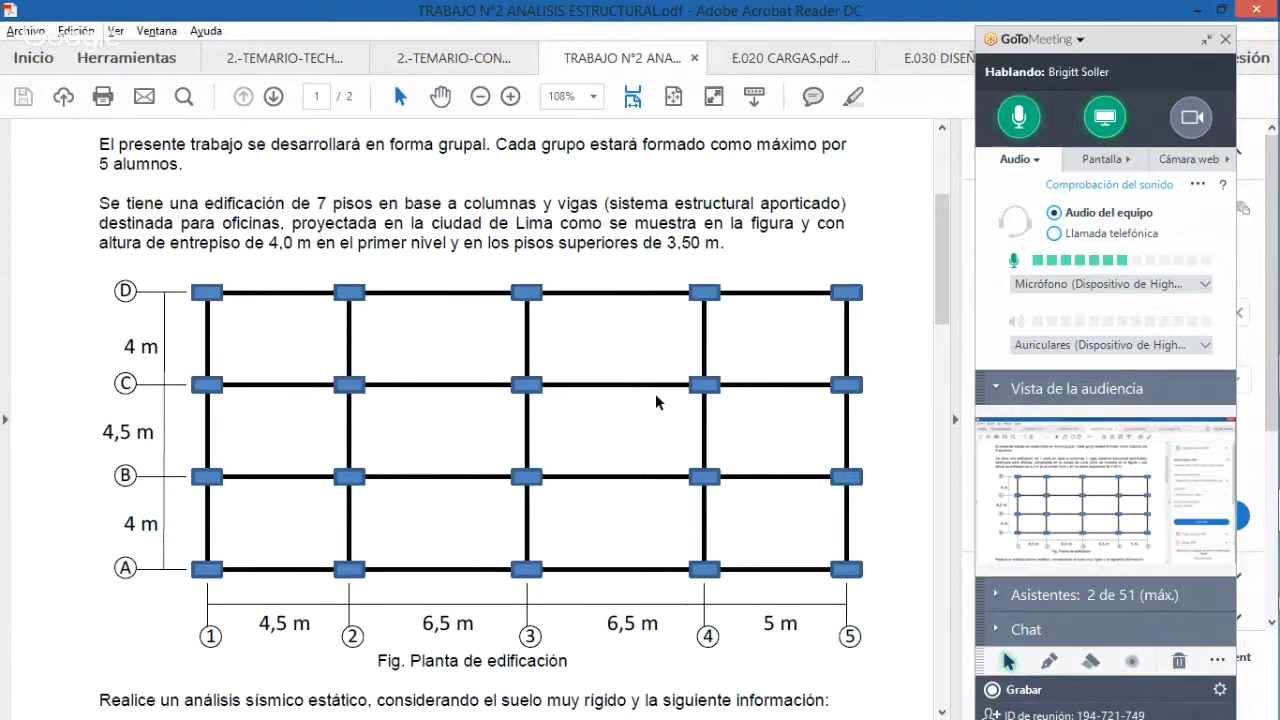 TRABAJO N°2 ANALISIS ESTRUCTURAL.pdf - Adobe Acrobat Reader DC
Archivo Edición Ver Ventana Ayuda
Google
Inicio Herramientas 2.-TEMARIO-TECH... 2.-TEMARIO-CON... TRABAJO N°2 ANA... × E.020 CARGAS.pdf ... E.030 DISEÑ
1 / 2 108%
El presente trabajo se desarrollará en forma grupal. Cada grupo estará formado como máximo por
5 alumnos.
Se tiene una edificación de 7 pisos en base a columnas y vigas (sistema estructural aporticado)
destinada para oficinas, proyectada en la ciudad de Lima como se muestra en la figura y con
altura de entrepiso de 4,0 m en el primer nivel y en los pisos superiores de 3,50 m.
D
4 m
C
4,5 m
B
4 m
A
4,5 m 6,5 m 6,5 m 5 m
1 2 3 4 5
Fig. Planta de edificación
Realice un análisis sísmico estático, considerando el suelo muy rígido y la siguiente información:
GoToMeeting
Hablando: Brigitt Soller
Audio Pantalla Cámara web
Comprobación del sonido ... ?
Audio del equipo
Llamada telefónica
Micrófono (Dispositivo de High...
Auriculares (Dispositivo de High...
Vista de la audiencia
Asistentes: 2 de 51 (máx.)
Chat
Grabar
ID de reunión: 194-721-749